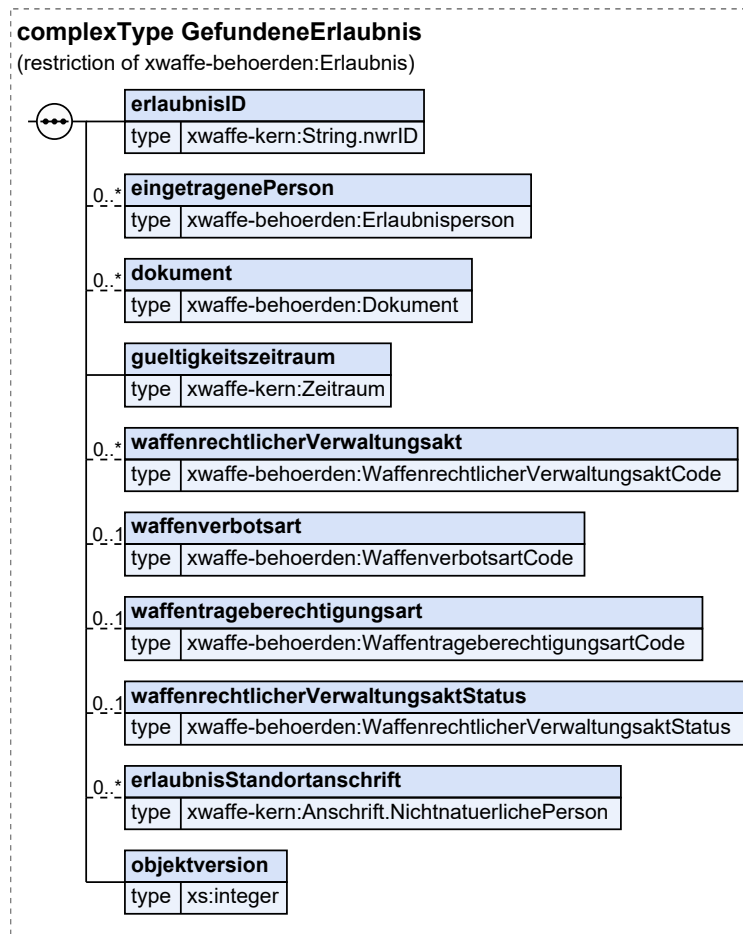 complexType GefundeneErlaubnis
(restriction of xwaffe-behoerden:Erlaubnis)
erlaubnisID
type xwaffe-kern:String.nwrID
0..* eingetragenePerson
type xwaffe-behoerden:Erlaubnisperson
0..* dokument
type xwaffe-behoerden:Dokument
gueltigkeitszeitraum
type xwaffe-kern:Zeitraum
0..* waffenrechtlicherVerwaltungsakt
type xwaffe-behoerden:WaffenrechtlicherVerwaltungsaktCode
0..1 waffenverbotsart
type xwaffe-behoerden:WaffenverbotsartCode
0..1 waffentrageberechtigungsart
type xwaffe-behoerden:WaffentrageberechtigungsartCode
0..1 waffenrechtlicherVerwaltungsaktStatus
type xwaffe-behoerden:WaffenrechtlicherVerwaltungsaktStatus
0..* erlaubnisStandortanschrift
type xwaffe-kern:Anschrift.NichtnatuerlichePerson
objektversion
type xs:integer